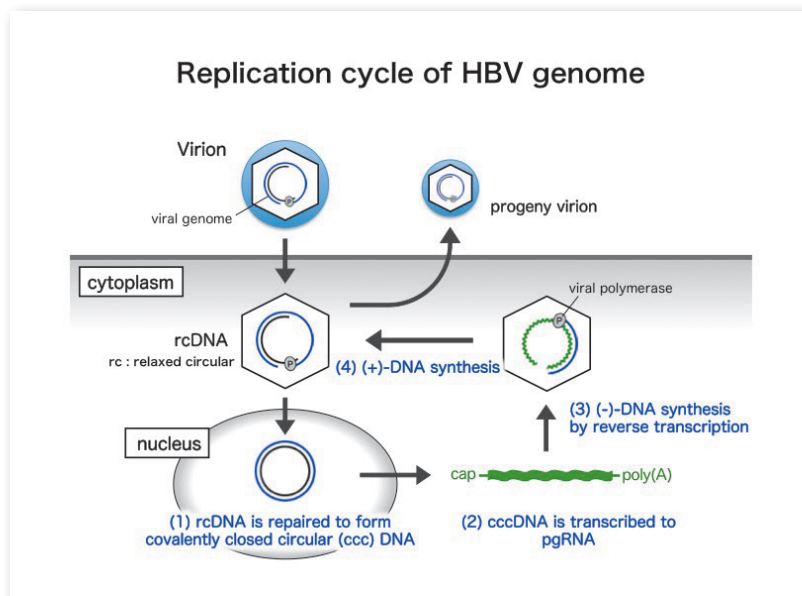 Replication cycle of HBV genome
Virion
viral genome
P
progeny virion
P
cytoplasm
viral polymerase
P
rcDNA
rc : relaxed circular
P
(4) (+)-DNA synthesis
(3) (-)-DNA synthesis
by reverse transcription
nucleus
cap
poly(A)
(1) rcDNA is repaired to form
covalently closed circular (ccc) DNA
(2) cccDNA is transcribed to
pgRNA